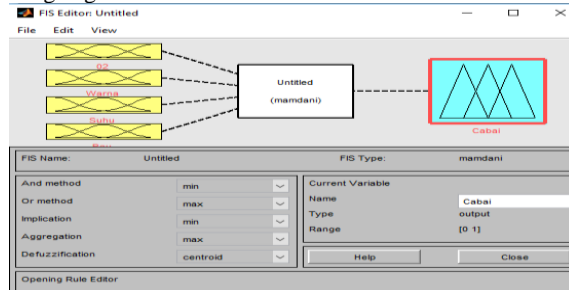 FIS Editor: Untitled
File Edit View
02
Warna
Suhu
Untitled
(mamdani)
Cabai
FIS Name: Untitled FIS Type: mamdani
And method min
Or method max
Implication min
Aggregation max
Defuzzification centroid
Current Variable
Name Cabai
Type output
Range [0 1]
Help Close
Opening Rule Editor